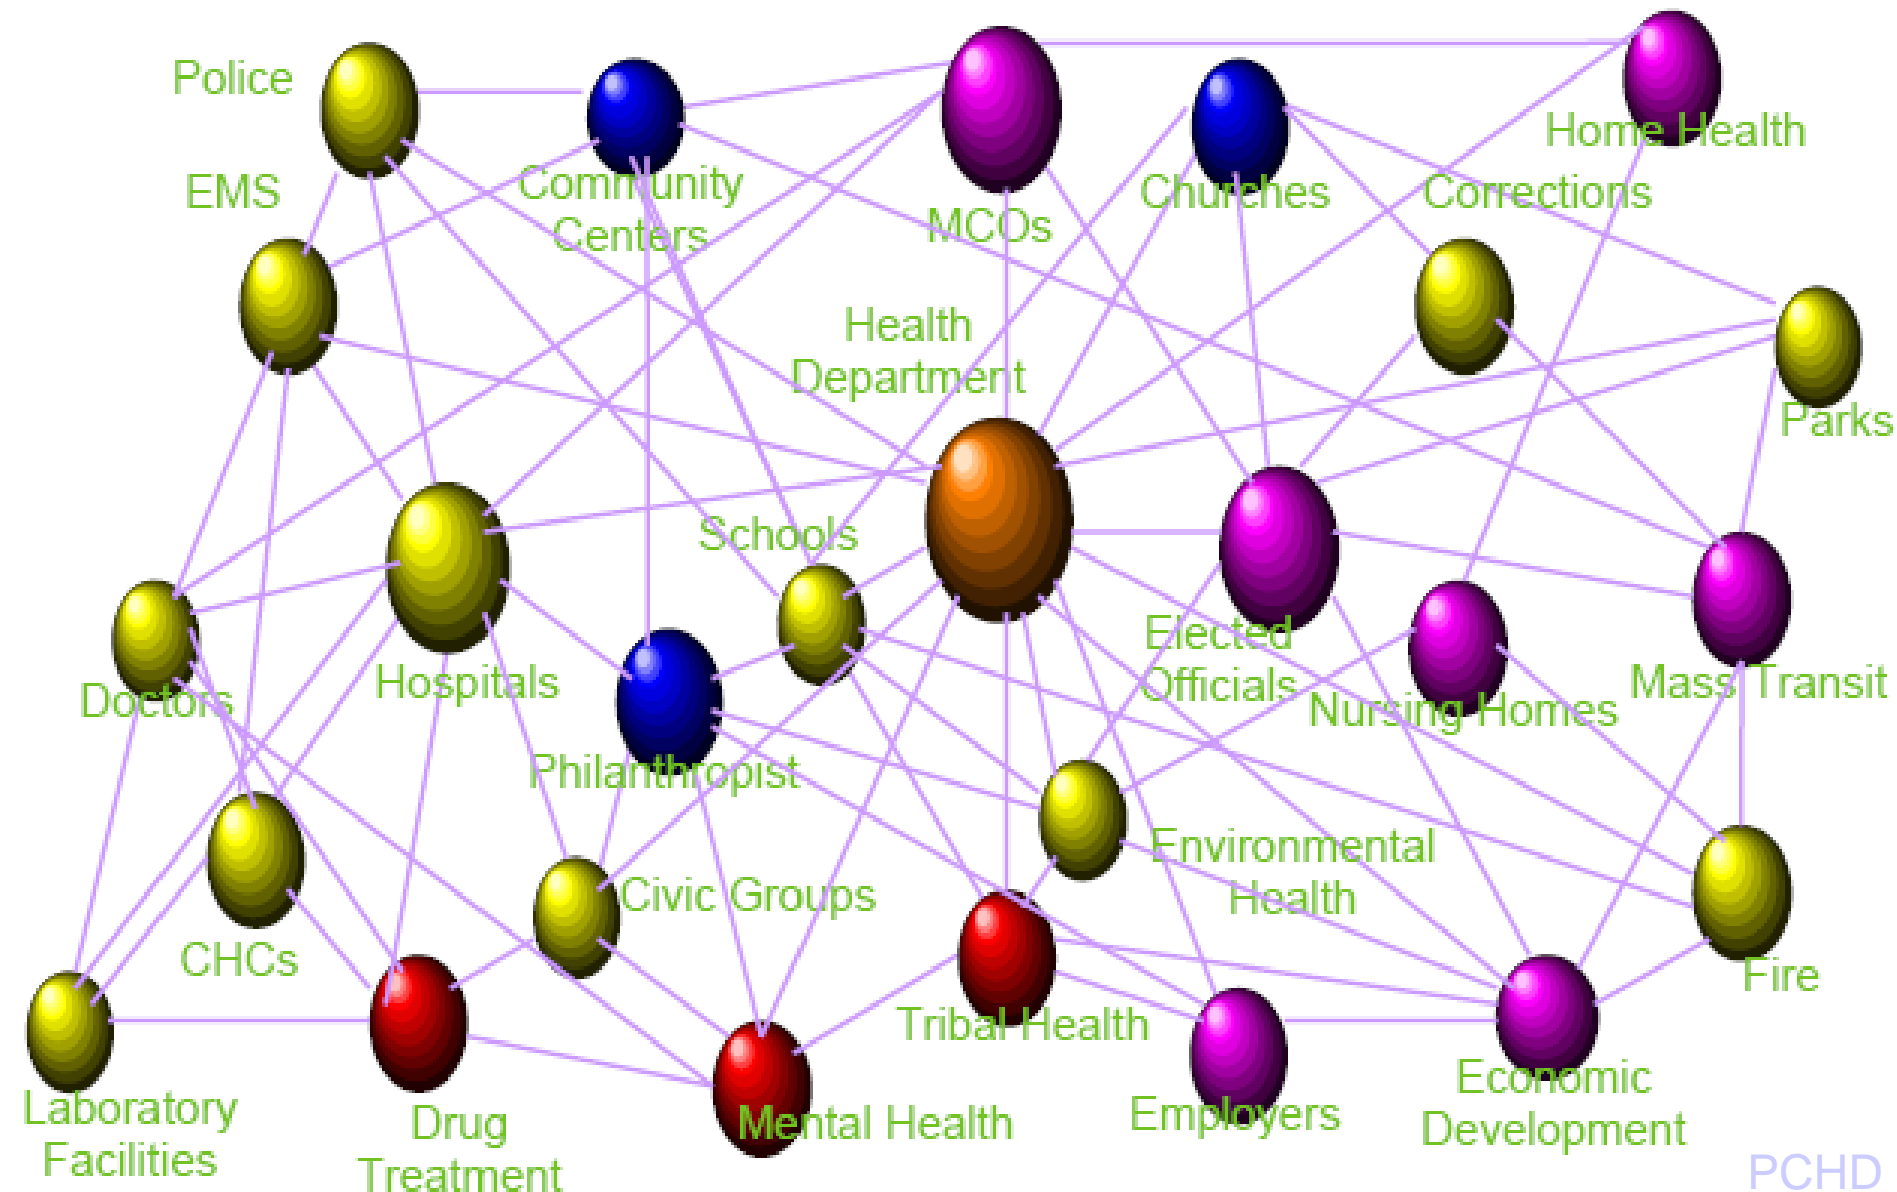 Police
EMS
Community
Centers
MCOs
Churches
Home Health
Corrections
Health
Department
Parks
Schools
Elected
Officials
Nursing Homes
Mass Transit
Doctors
Hospitals
Philanthropist
Civic Groups
Environmental
Health
CHCs
Fire
Tribal Health
Laboratory
Facilities
Drug
Treatment
Mental Health
Employers
Economic
Development
PCHD